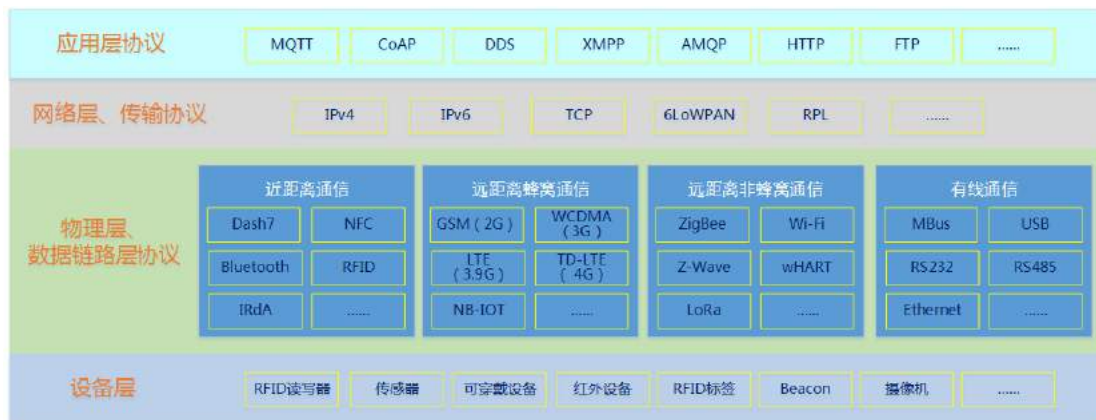 应用层协议 MQTT CoAP DDS XMPP AMQP HTTP FTP ......
网络层、传输协议 IPv4 IPv6 TCP 6LoWPAN RPL ......
物理层、
数据链路层协议
近距离通信
Dash7 NFC
Bluetooth RFID
IRdA ......
远距离蜂窝通信
GSM(2G) WCDMA
(3G)
LTE
(3.9G)
TD-LTE
( 4G)
NB-IOT ......
远距离非蜂窝通信
ZigBee Wi-Fi
Z-Wave wHART
LoRa ......
有线通信
MBus USB
RS232 RS485
Ethernet ......
设备层 RFID读写器 传感器 可穿戴设备 红外设备 RFID标签 Beacon 摄像机 ......